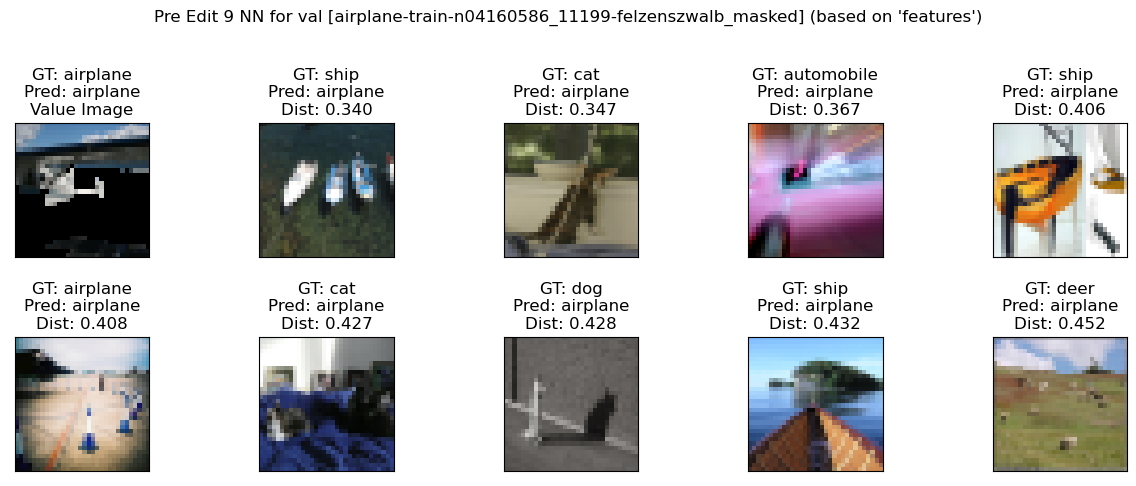 Pre Edit 9 NN for val [airplane-train-n04160586_11199-felzenszwalb_masked] (based on 'features')
GT: airplane
Pred: airplane
Value Image
GT: ship
Pred: airplane
Dist: 0.340
GT: cat
Pred: airplane
Dist: 0.347
GT: automobile
Pred: airplane
Dist: 0.367
GT: ship
Pred: airplane
Dist: 0.406
GT: airplane
Pred: airplane
Dist: 0.408
GT: cat
Pred: airplane
Dist: 0.427
GT: dog
Pred: airplane
Dist: 0.428
GT: ship
Pred: airplane
Dist: 0.432
GT: deer
Pred: airplane
Dist: 0.452